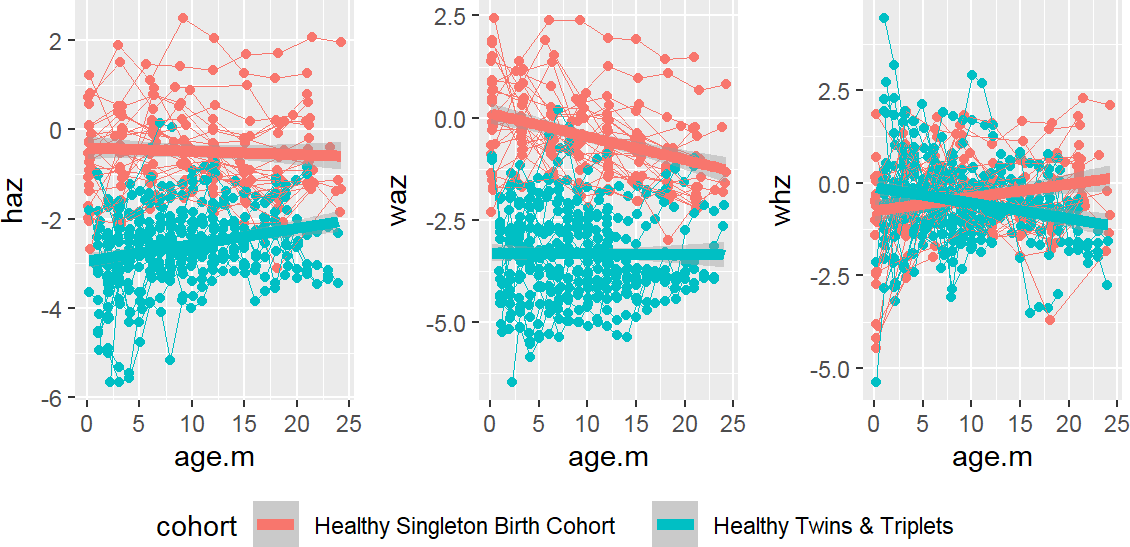 haz
2
0
-2
-4
-6
0 5 10 15 20 25
age.m
waz
2.5
0.0
-2.5
-5.0
0 5 10 15 20 25
age.m
whz
2.5
0.0
-2.5
-5.0
0 5 10 15 20 25
age.m
cohort Healthy Singleton Birth Cohort Healthy Twins & Triplets